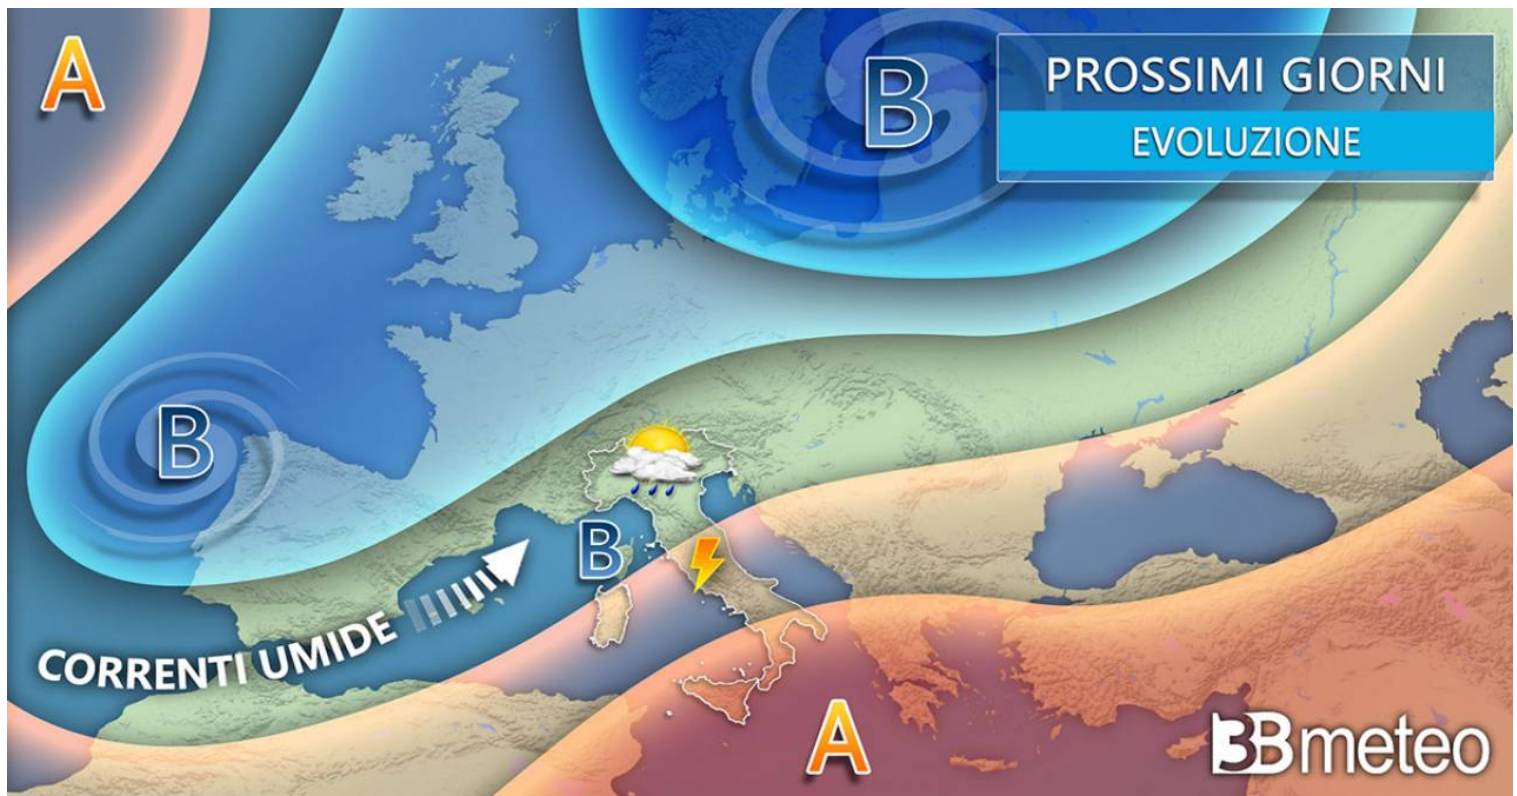 A
B
PROSSIMI GIORNI
EVOLUZIONE
B
B
CORRENTI UMIDE
A
3Bmeteo